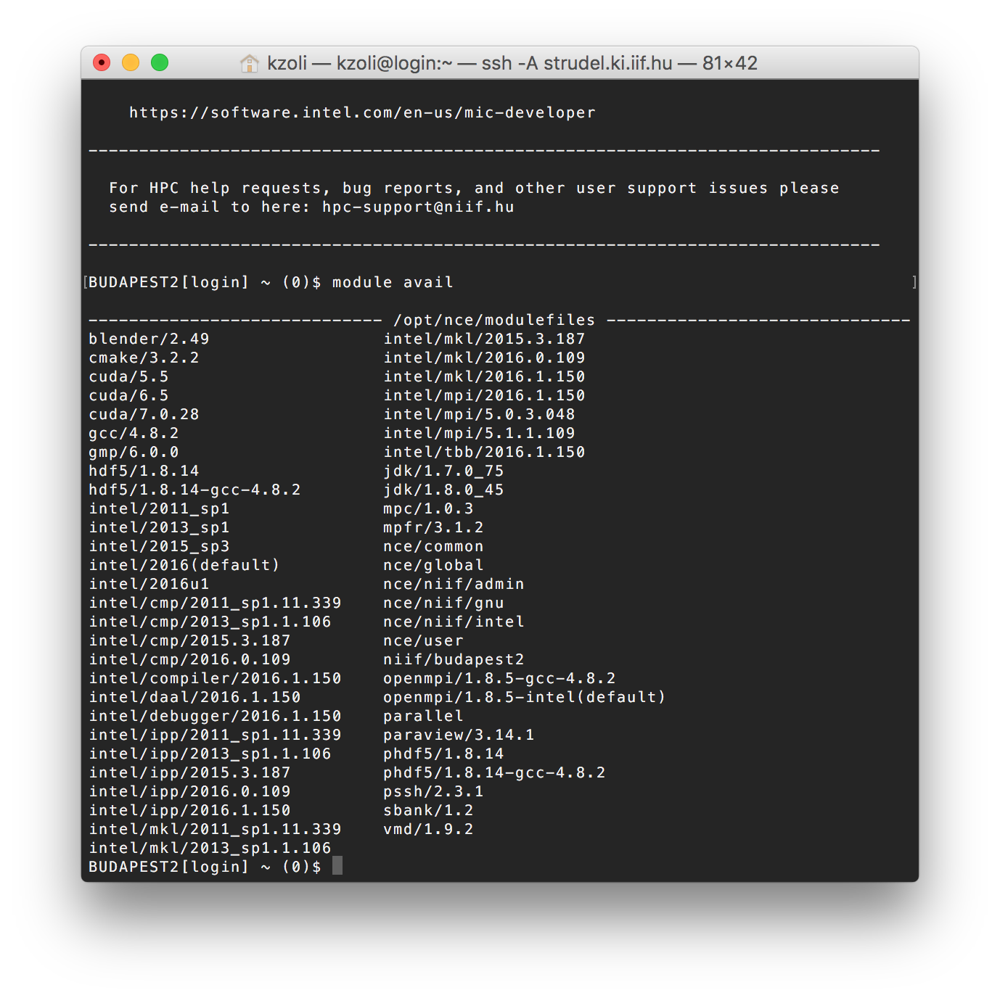 kzoli — kzoli@login:~ — ssh -A strudel.ki.iif.hu — 81×42
https://software.intel.com/en-us/mic-developer
------------------------------------------------------------------------------
For HPC help requests, bug reports, and other user support issues please
send e-mail to here: hpc-support@niif.hu
------------------------------------------------------------------------------
[BUDAPEST2[login] ~ (0)$ module avail ]
----------------------------- /opt/nce/modulefiles ------------------------------
blender/2.49 intel/mkl/2015.3.187
cmake/3.2.2 intel/mkl/2016.0.109
cuda/5.5 intel/mkl/2016.1.150
cuda/6.5 intel/mpi/2016.1.150
cuda/7.0.28 intel/mpi/5.0.3.048
gcc/4.8.2 intel/mpi/5.1.1.109
gmp/6.0.0 intel/tbb/2016.1.150
hdf5/1.8.14 jdk/1.7.0_75
hdf5/1.8.14-gcc-4.8.2 jdk/1.8.0_45
intel/2011_sp1 mpc/1.0.3
intel/2013_sp1 mpfr/3.1.2
intel/2015_sp3 nce/common
intel/2016(default) nce/global
intel/2016u1 nce/niif/admin
intel/cmp/2011_sp1.11.339 nce/niif/gnu
intel/cmp/2013_sp1.1.106 nce/niif/intel
intel/cmp/2015.3.187 nce/user
intel/cmp/2016.0.109 niif/budapest2
intel/compiler/2016.1.150 openmpi/1.8.5-gcc-4.8.2
intel/daal/2016.1.150 openmpi/1.8.5-intel(default)
intel/debugger/2016.1.150 parallel
intel/ipp/2011_sp1.11.339 paraview/3.14.1
intel/ipp/2013_sp1.1.106 phdf5/1.8.14
intel/ipp/2015.3.187 phdf5/1.8.14-gcc-4.8.2
intel/ipp/2016.0.109 pssh/2.3.1
intel/ipp/2016.1.150 sbank/1.2
intel/mkl/2011_sp1.11.339 vmd/1.9.2
intel/mkl/2013_sp1.1.106
BUDAPEST2[login] ~ (0)$